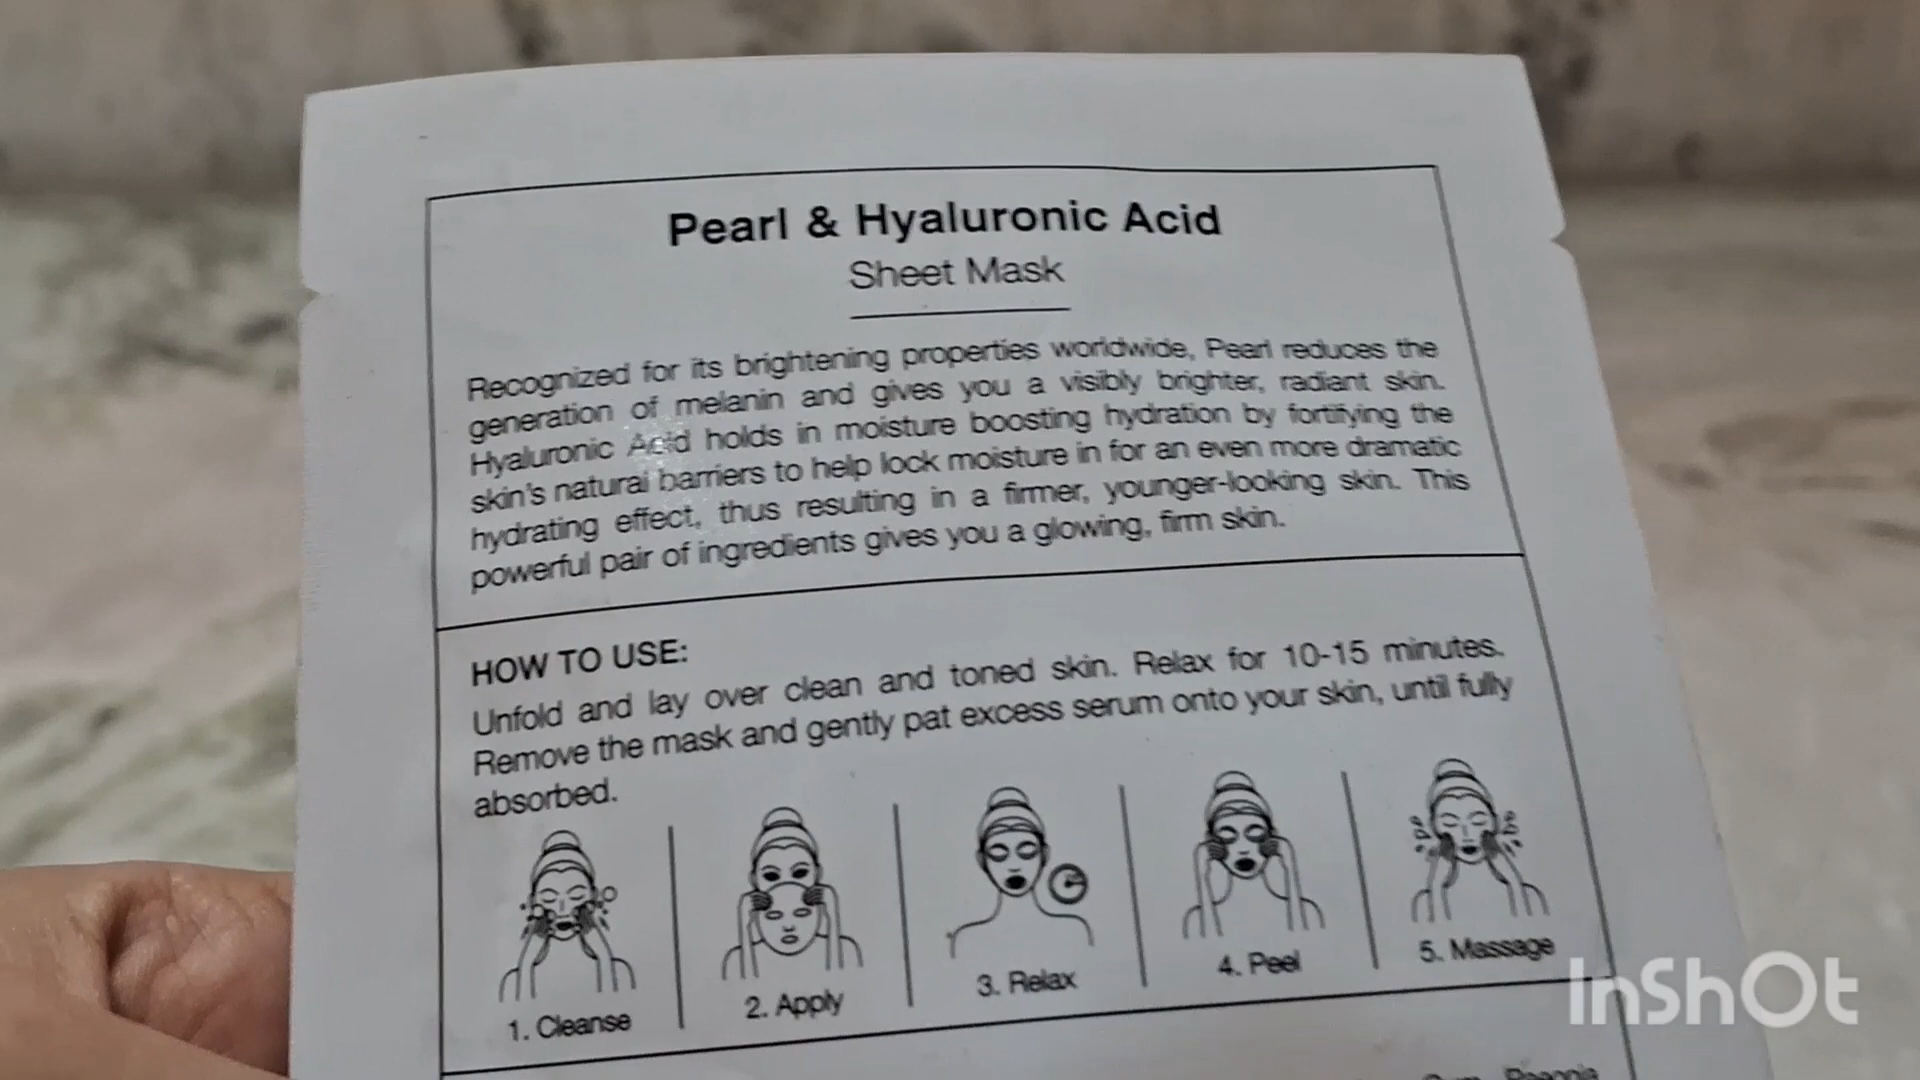 Pearl & Hyaluronic Acid
Sheet Mask
Recognized for its brightening properties worldwide, Pearl reduces the
generation of melanin and gives you a visibly brighter, radiant skin.
Hyaluronic Acid holds in moisture boosting hydration by fortifying the
skin's natural barriers to help lock moisture in for an even more dramatic
hydrating effect, thus resulting in a firmer, younger-looking skin. This
powerful pair of ingredients gives you a glowing, firm skin.
HOW TO USE:
Unfold and lay over clean and toned skin. Relax for 10-15 minutes.
Remove the mask and gently pat excess serum onto your skin, until fully
absorbed.
1. Cleanse
2. Apply
3. Relax
4. Peel
5. Massage
InShOt